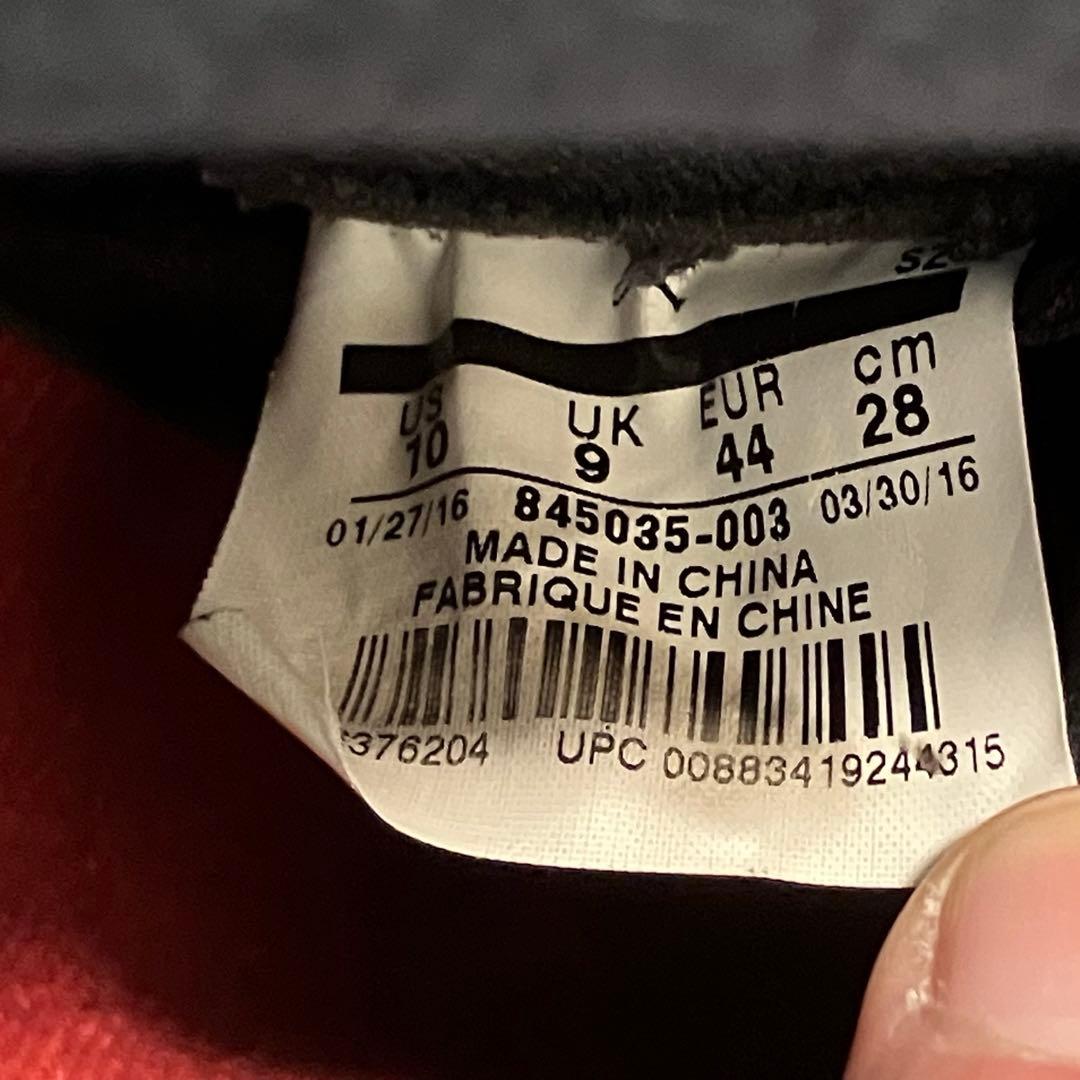 US UK EUR cm
10 9 44 28
01/27/16 845035-003 03/30/16
MADE IN CHINA
FABRIQUE EN CHINE
376204 UPC 00883419244315